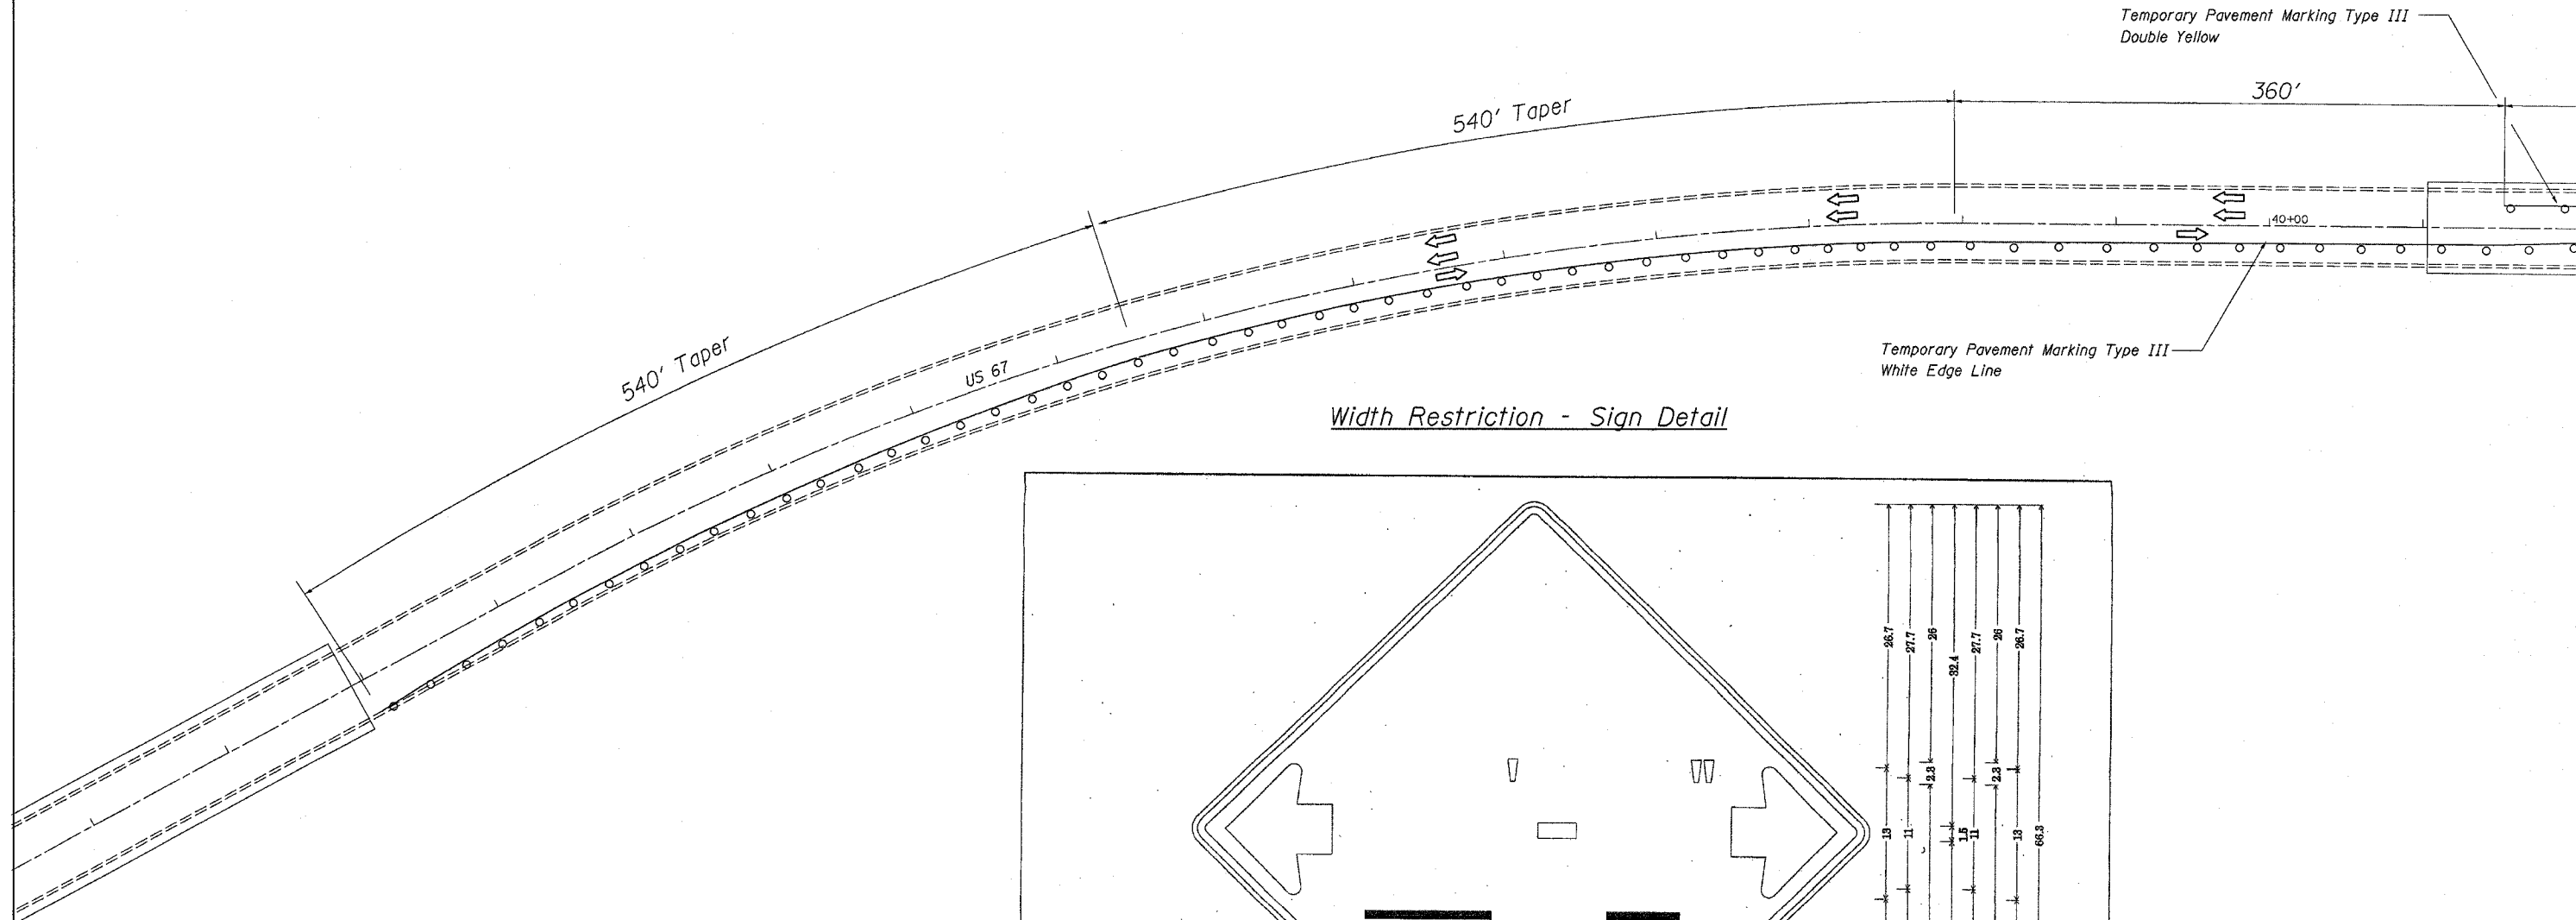 Temporary Pavement Marking Type III
Double Yellow
360'
540' Taper
40+00
540' Taper
US 67
Temporary Pavement Marking Type III
White Edge Line
Width Restriction - Sign Detail
26.7
27.7
26
32.4
27.7
26
26.7
2.3
2.3
13
11
1.5
11
13
66.3